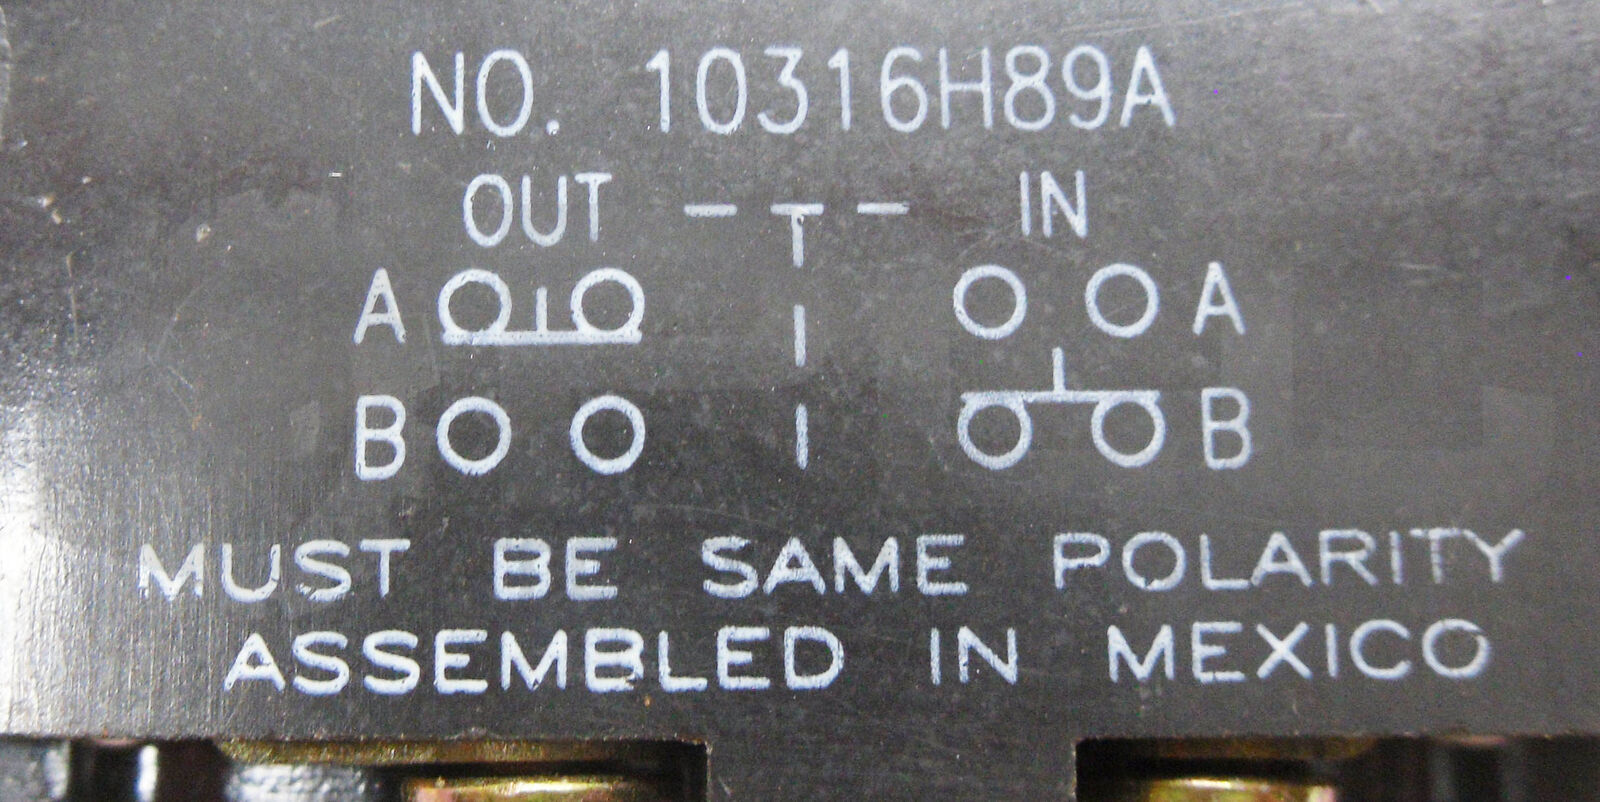 NO. 10316H89A
OUT IN
A A
B B
MUST BE SAME POLARITY
ASSEMBLED IN MEXICO